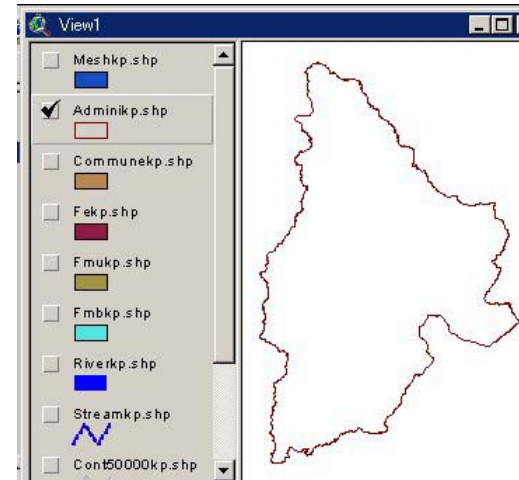 View1
Meshkp.shp
Adminikp.shp
Communekp.shp
Fekp.shp
Fmukp.shp
Fmbkp.shp
Riverkp.shp
Streamkp.shp
Cont50000kp.shp